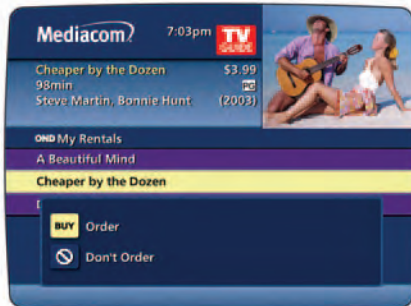 Mediacom
7:03pm
TV
GUIDE
Cheaper by the Dozen $3.99
98min PG
Steve Martin, Bonnie Hunt (2003)
OND My Rentals
A Beautiful Mind
Cheaper by the Dozen
BUY Order
Don't Order